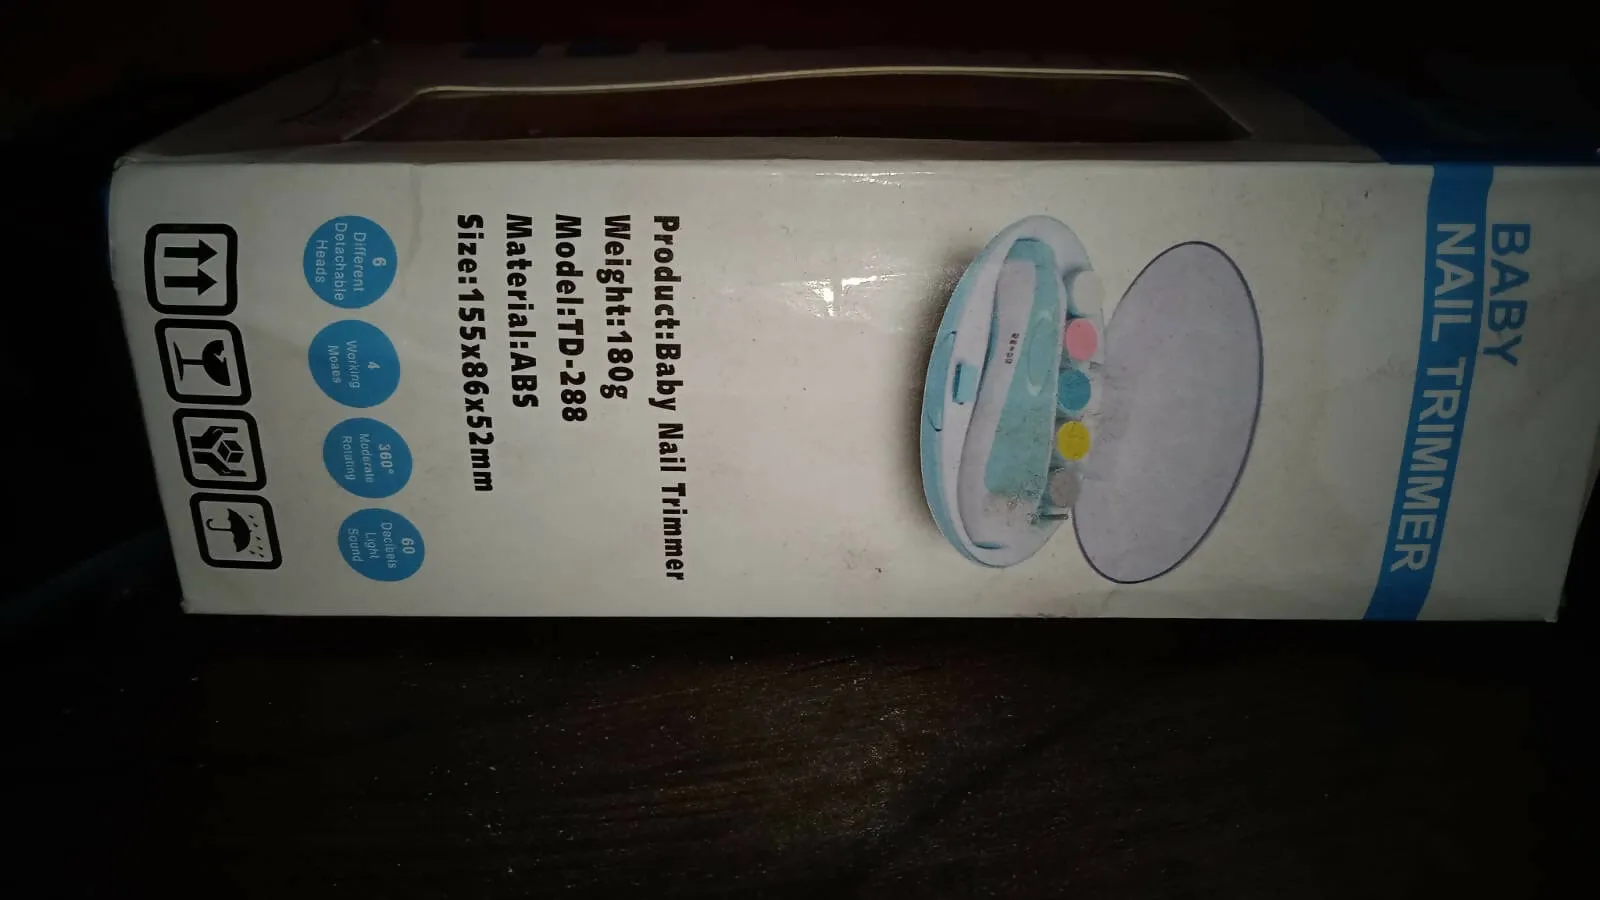 BABY
NAIL TRIMMER
Product:Baby Nail Trimmer
Weight:180g
Model:TD-288
Material:ABS
Size:155x86x52mm
6
Different
Detachable
Heads
4
Working
Moaes
360°
Moderate
Rotating
60
Decibels
Light
Sound